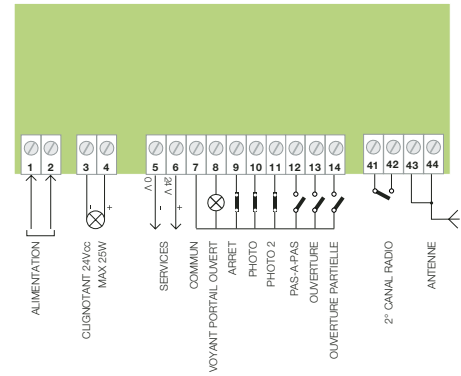 1 2 3 4 5 6 7 8 9 10 11 12 13 14 41 42 43 44
- +
0 V
24 V
- +
ALIMENTATION
CLIGNOTANT 24Vcc
MAX 25W
SERVICES
COMMUN
VOYANT PORTAIL OUVERT
ARRET
PHOTO
PHOTO 2
PAS-A-PAS
OUVERTURE
OUVERTURE PARTIELLE
2° CANAL RADIO
ANTENNE